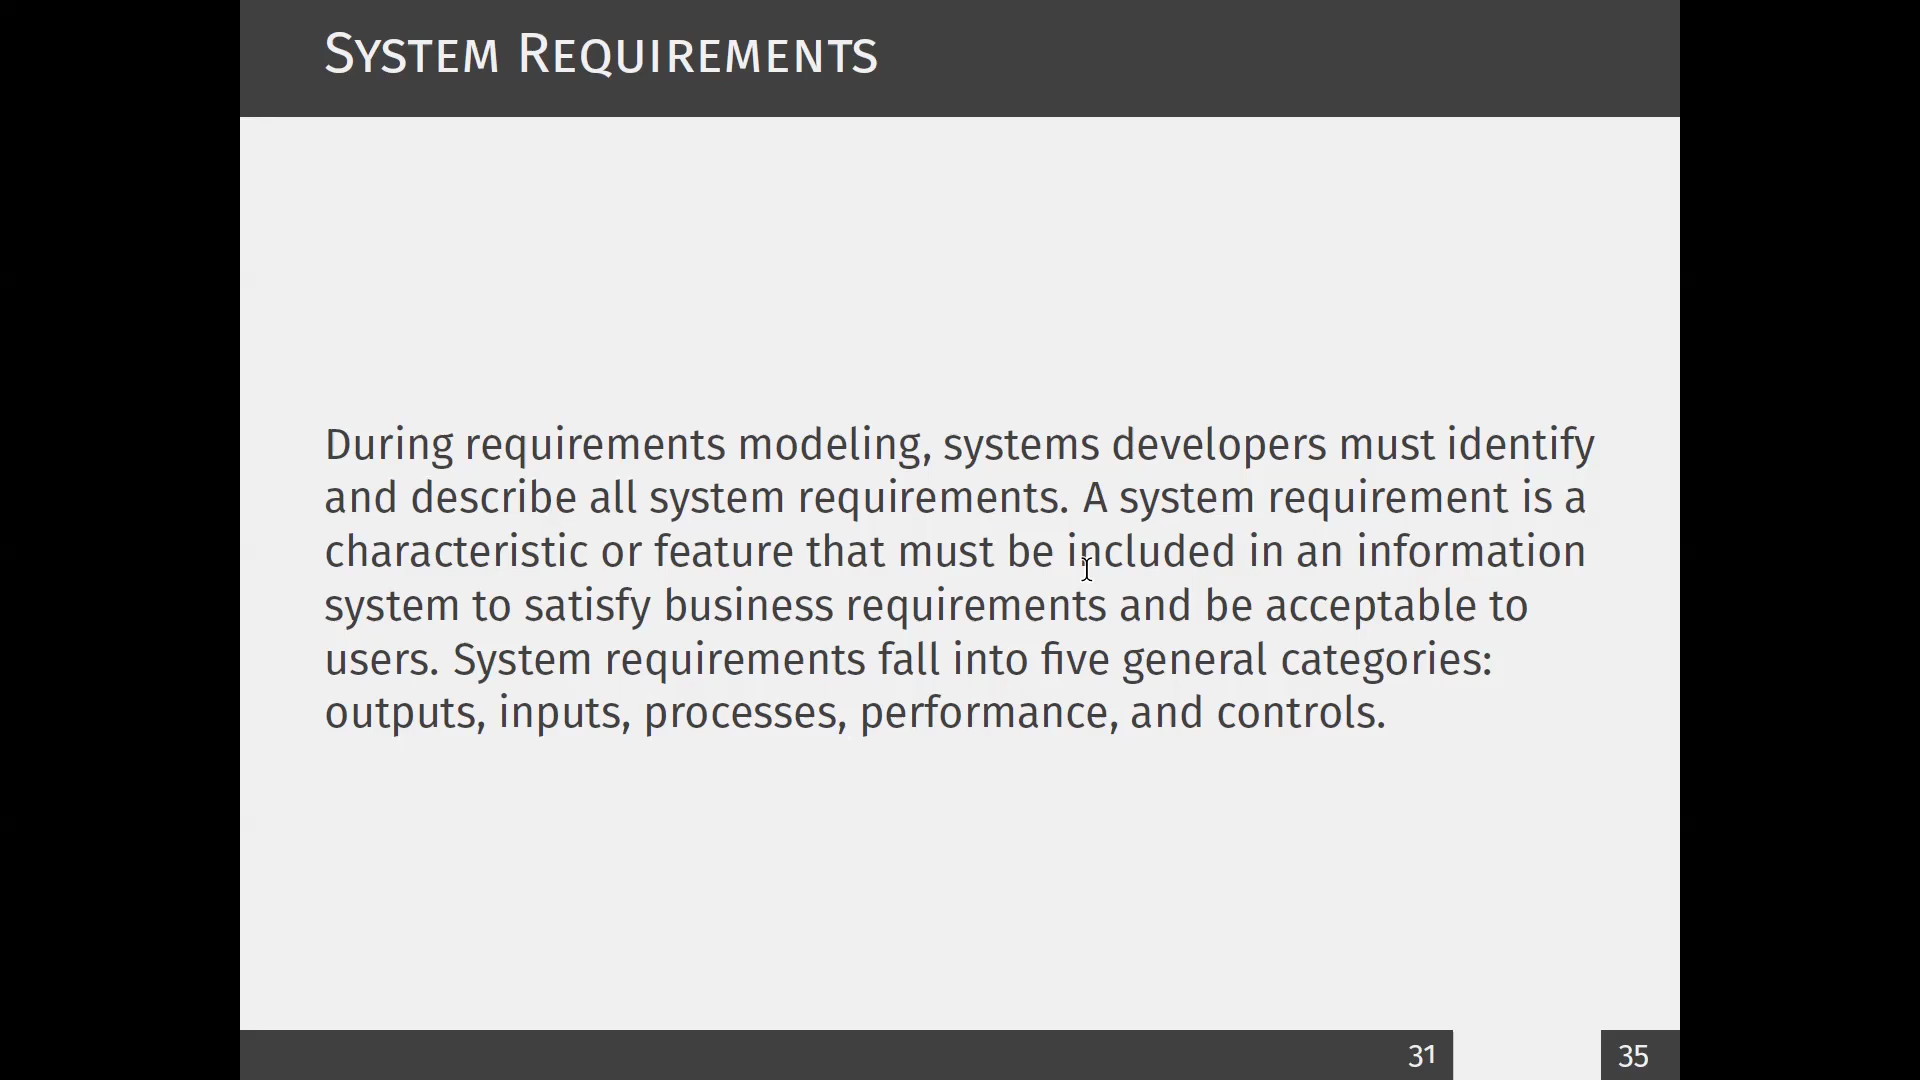 System Requirements
During requirements modeling, systems developers must identify
and describe all system requirements. A system requirement is a
characteristic or feature that must be included in an information
system to satisfy business requirements and be acceptable to
users. System requirements fall into five general categories:
outputs, inputs, processes, performance, and controls.
31
35